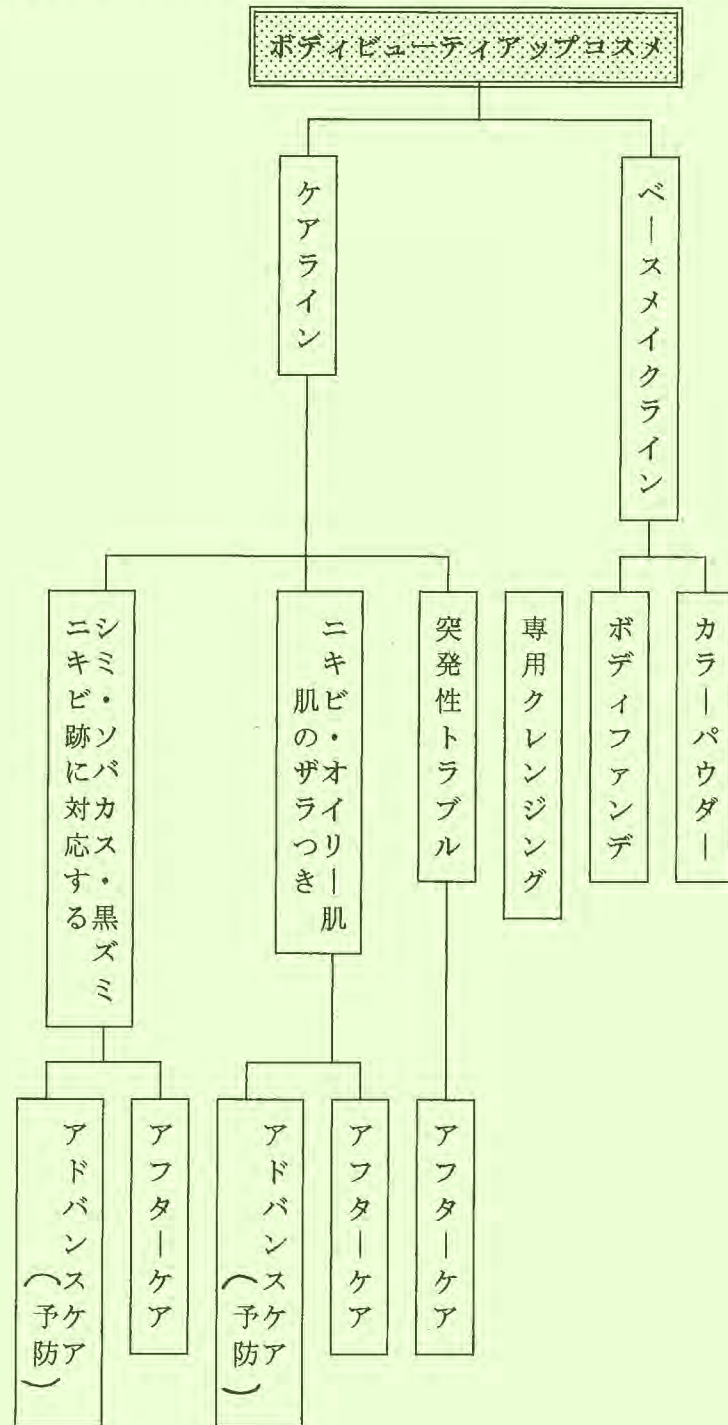 ボディビューティアップコスメ
ベースメイクライン
カラーパウダー
ボディファンデ
専用クレンジング
ケアライン
突発性トラブル
アフターケア
ニキビ・オイリー肌
肌のザラつき
アフターケア
アドバンスケア
(予防)
シミ・ソバカス・黒ズミ
ニキビ跡に対応する
アフターケア
アドバンスケア
(予防)